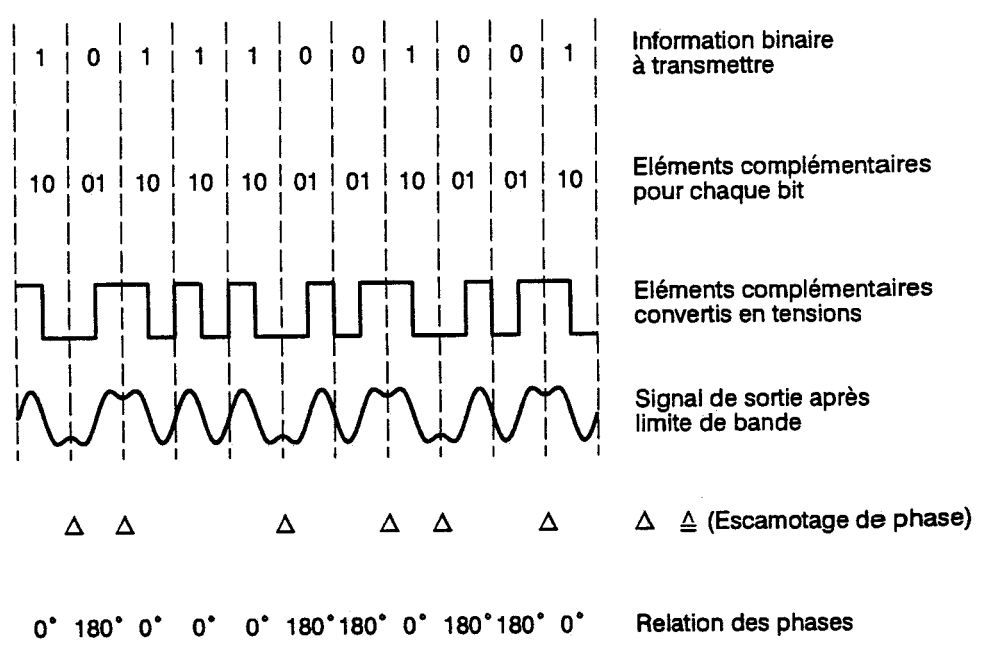 1 0 1 1 1 0 0 1 0 0 1
Information binaire
à transmettre
10 01 10 10 10 01 01 10 01 01 10
Eléments complémentaires
pour chaque bit
Eléments complémentaires
convertis en tensions
Signal de sortie après
limite de bande
Δ Δ Δ Δ Δ Δ Δ ≙ (Escamotage de phase)
0° 180° 0° 0° 0° 180° 180° 0° 180° 180° 0° Relation des phases